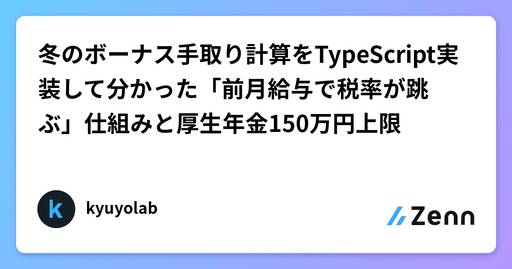 冬のボーナス手取り計算をTypeScript実
装して分かった「前月給与で税率が跳
ぶ」仕組みと厚生年金150万円上限
k
kyuyolab
Zenn